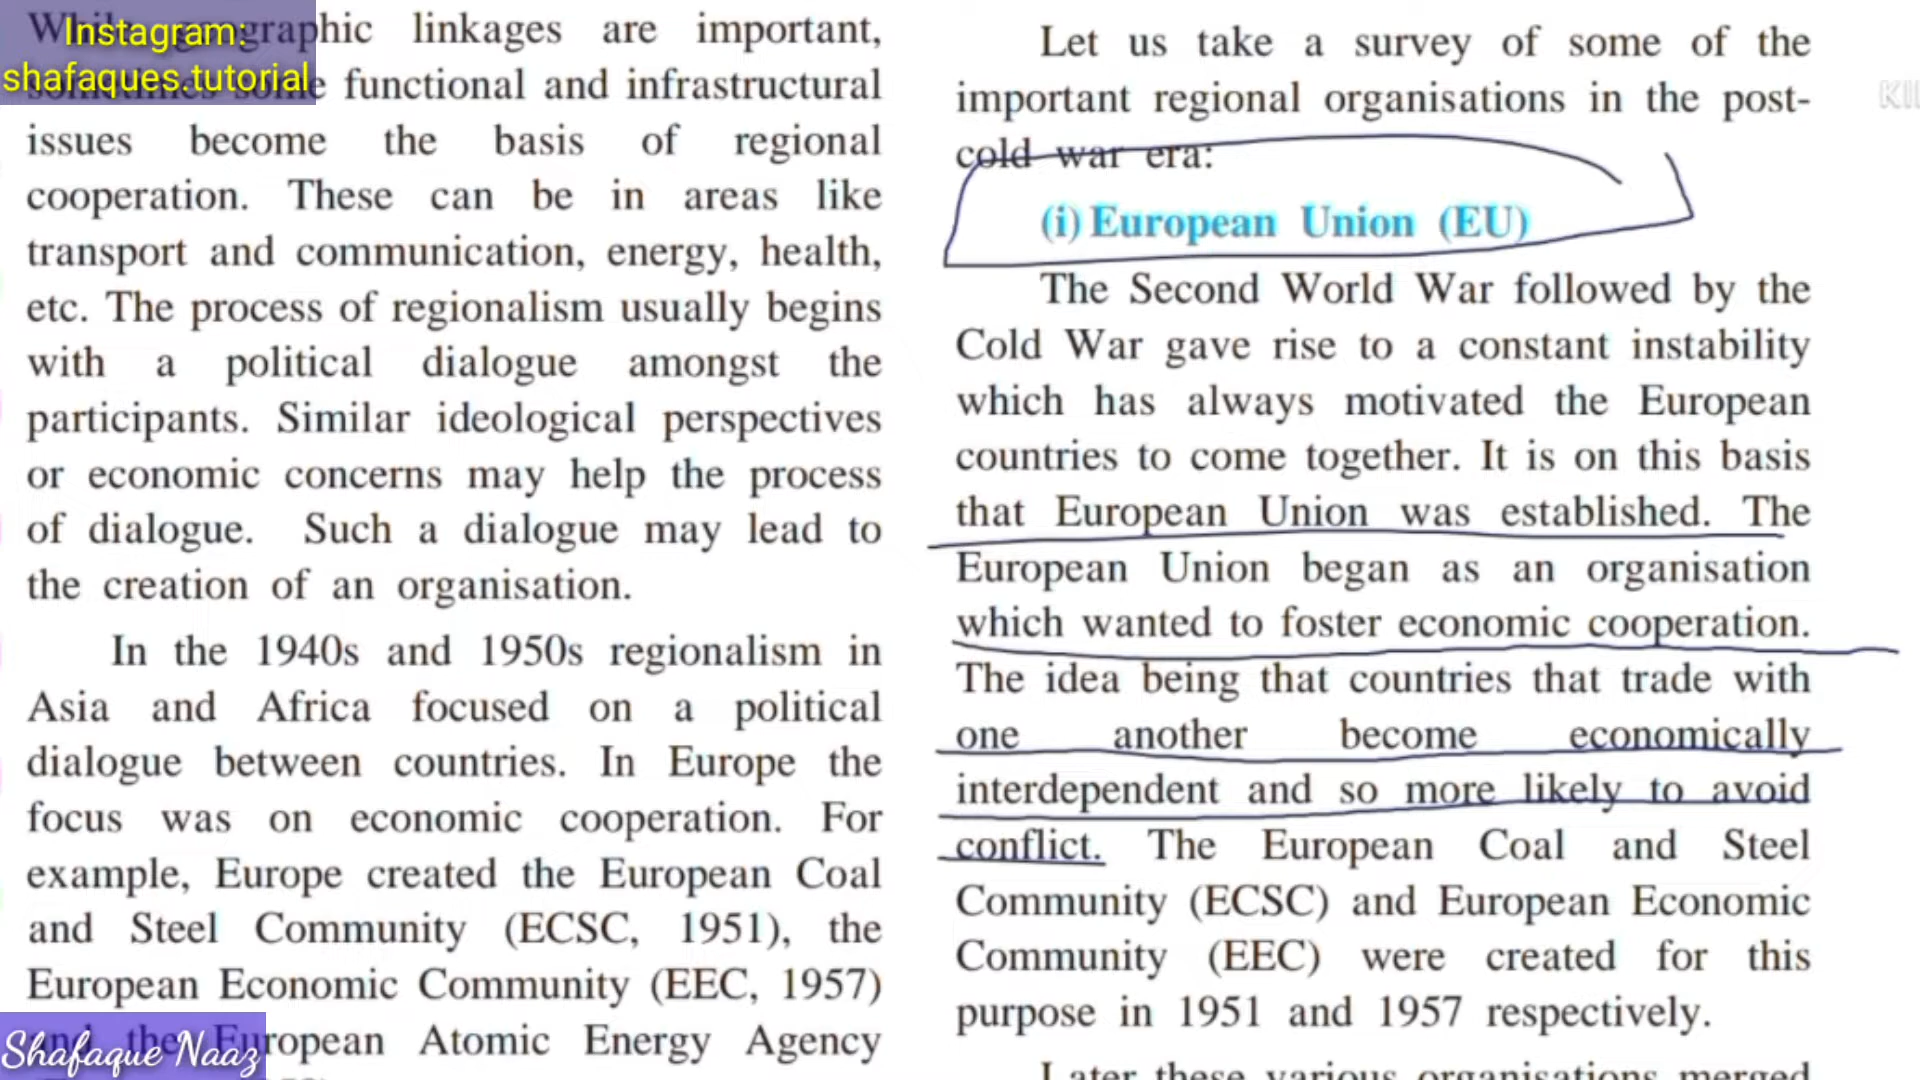 Instagram:
shafaques.tutorial
graphic linkages are important,
functional and infrastructural
issues become the basis of regional
cooperation. These can be in areas like
transport and communication, energy, health,
etc. The process of regionalism usually begins
with a political dialogue amongst the
participants. Similar ideological perspectives
or economic concerns may help the process
of dialogue. Such a dialogue may lead to
the creation of an organisation.
In the 1940s and 1950s regionalism in
Asia and Africa focused on a political
dialogue between countries. In Europe the
focus was on economic cooperation. For
example, Europe created the European Coal
and Steel Community (ECSC, 1951), the
European Economic Community (EEC, 1957)
and the European Atomic Energy Agency
Shafaque Naaz
Let us take a survey of some of the
important regional organisations in the post-
cold war era:
(i) European Union (EU)
The Second World War followed by the
Cold War gave rise to a constant instability
which has always motivated the European
countries to come together. It is on this basis
that European Union was established. The
European Union began as an organisation
which wanted to foster economic cooperation.
The idea being that countries that trade with
one another become economically
interdependent and so more likely to avoid
conflict. The European Coal and Steel
Community (ECSC) and European Economic
Community (EEC) were created for this
purpose in 1951 and 1957 respectively.
Later these various organisations merged